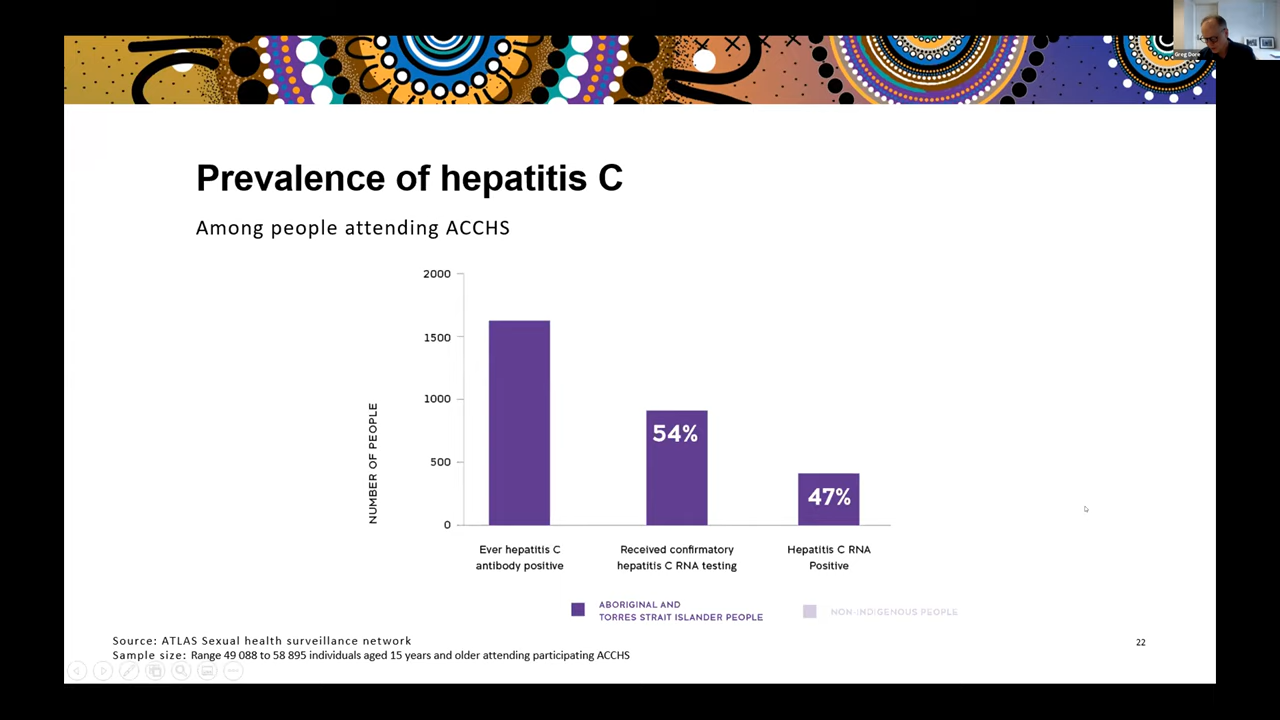 Greg Dore
Prevalence of hepatitis C
Among people attending ACCHS
2000
1500
1000
500
0
NUMBER OF PEOPLE
54%
47%
Ever hepatitis C
antibody positive
Received confirmatory
hepatitis C RNA testing
Hepatitis C RNA
Positive
ABORIGINAL AND
TORRES STRAIT ISLANDER PEOPLE
NON-INDIGENOUS PEOPLE
Source: ATLAS Sexual health surveillance network
Sample size: Range 49 088 to 58 895 individuals aged 15 years and older attending participating ACCHS
22